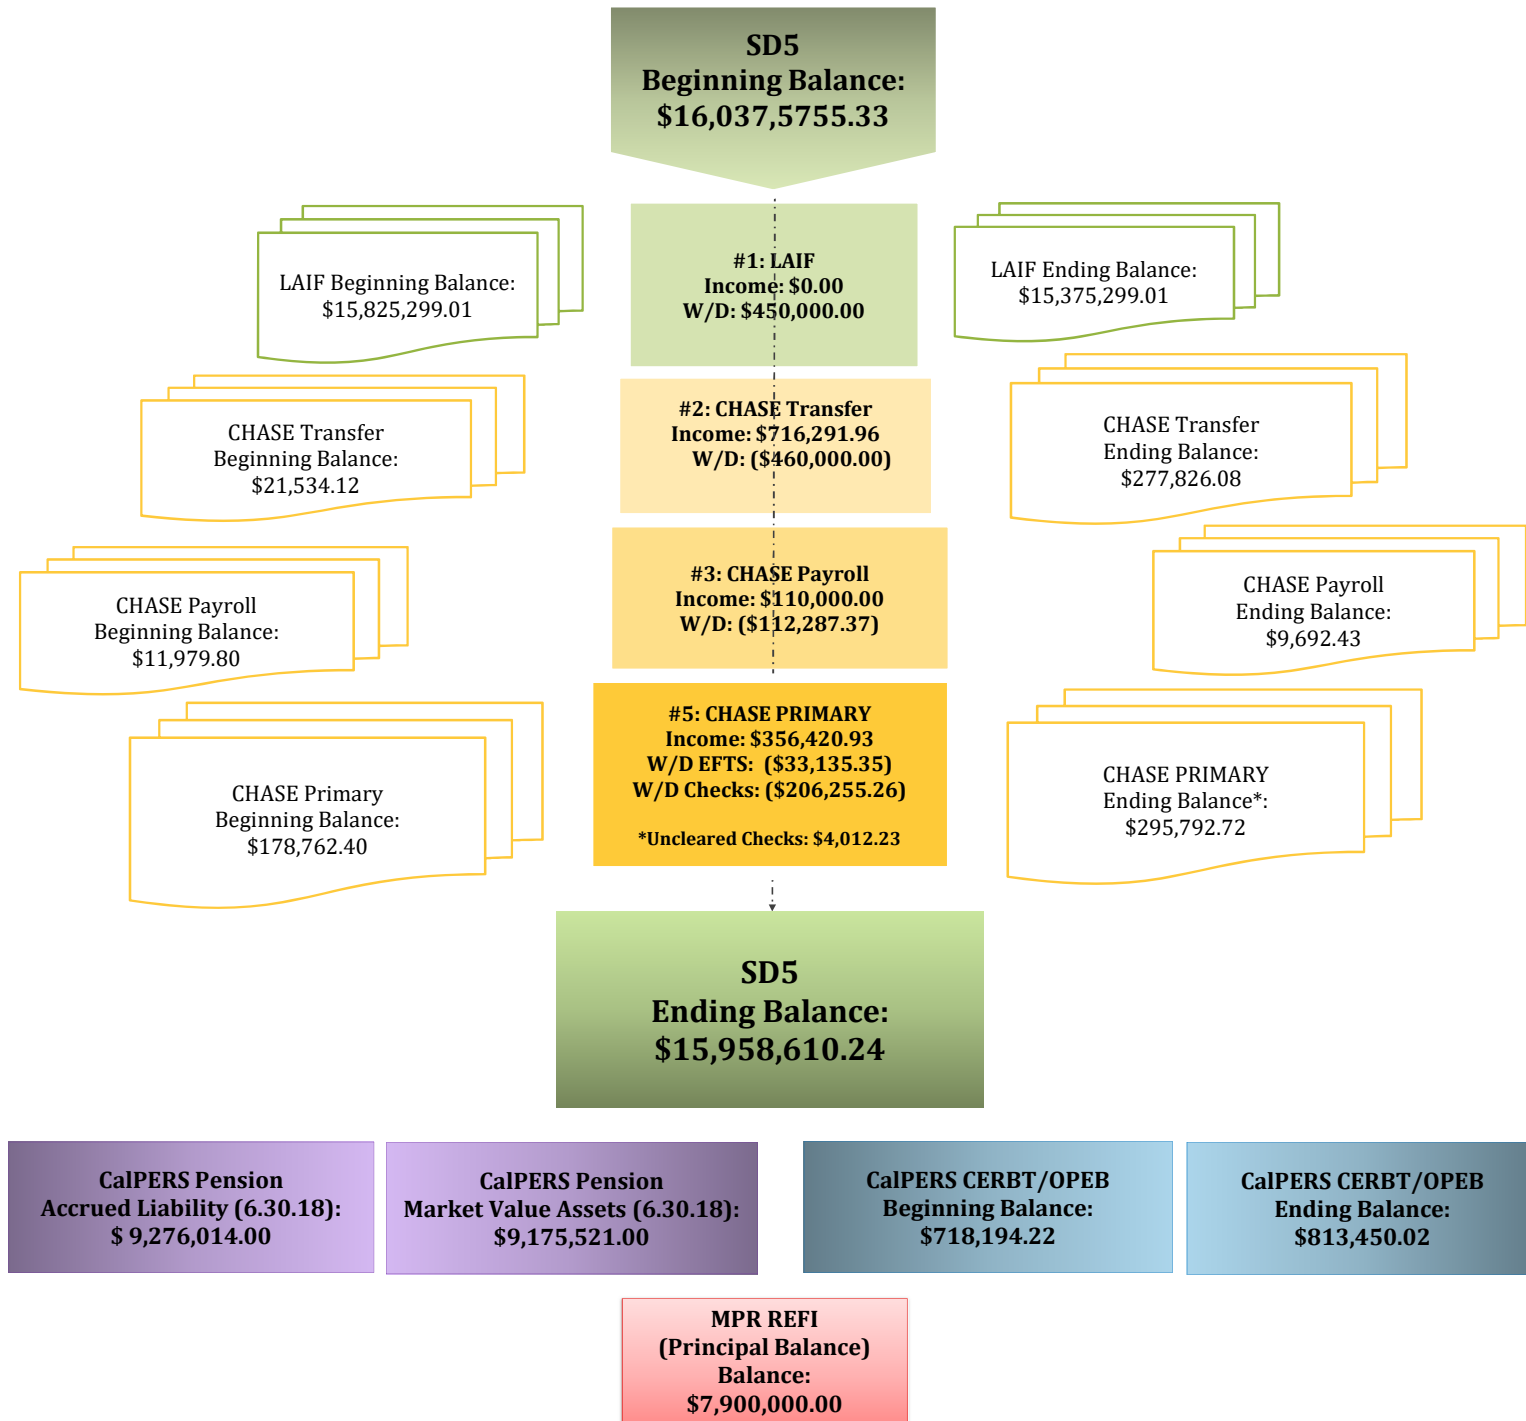 SD5
Beginning Balance:
$16,037,5755.33
LAIF Beginning Balance:
$15,825,299.01
#1: LAIF
Income: $0.00
W/D: $450,000.00
LAIF Ending Balance:
$15,375,299.01
CHASE Transfer
Beginning Balance:
$21,534.12
#2: CHASE Transfer
Income: $716,291.96
W/D: ($460,000.00)
CHASE Transfer
Ending Balance:
$277,826.08
CHASE Payroll
Beginning Balance:
$11,979.80
#3: CHASE Payroll
Income: $110,000.00
W/D: ($112,287.37)
CHASE Payroll
Ending Balance:
$9,692.43
CHASE Primary
Beginning Balance:
$178,762.40
#5: CHASE PRIMARY
Income: $356,420.93
W/D EFTS:  ($33,135.35)
W/D Checks: ($206,255.26)
*Uncleared Checks: $4,012.23
CHASE PRIMARY
Ending Balance*:
$295,792.72
SD5
Ending Balance:
$15,958,610.24
CalPERS Pension
Accrued Liability (6.30.18):
$ 9,276,014.00
CalPERS Pension
Market Value Assets (6.30.18):
$9,175,521.00
CalPERS CERBT/OPEB
Beginning Balance:
$718,194.22
CalPERS CERBT/OPEB
Ending Balance:
$813,450.02
MPR REFI
(Principal Balance)
Balance:
$7,900,000.00